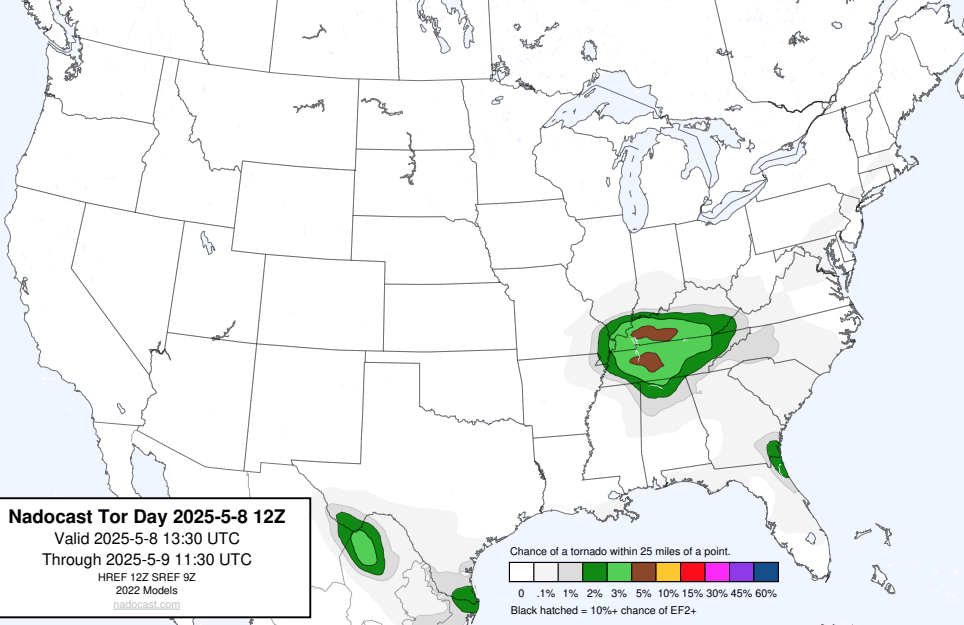 Nadocast Tor Day 2025-5-8 12Z
Valid 2025-5-8 13:30 UTC
Through 2025-5-9 11:30 UTC
HREF 12Z SREF 9Z
2022 Models
nadocast.com
Chance of a tornado within 25 miles of a point.
0 .1% 1% 2% 3% 5% 10% 15% 30% 45% 60%
Black hatched = 10%+ chance of EF2+